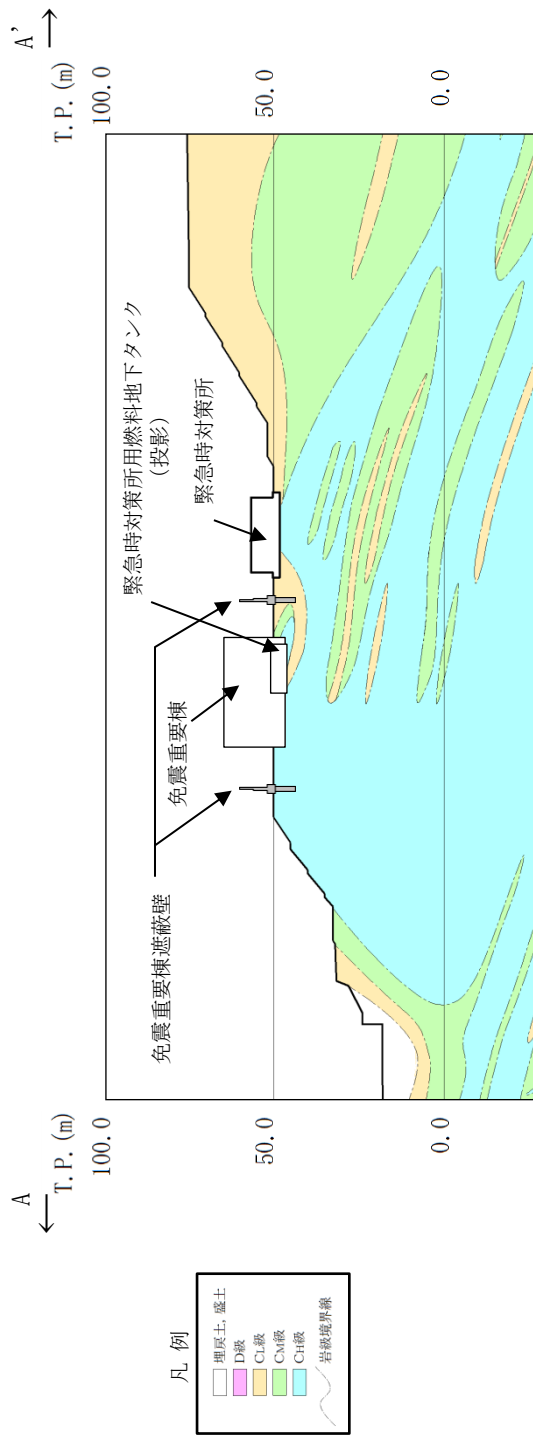 A
A'
T.P.(m)
100.0
50.0
0.0
T.P.(m)
100.0
50.0
0.0
免震重要棟遮蔽壁
免震重要棟
緊急時対策所用燃料地下タンク
(投影)
緊急時対策所
凡 例
埋戻土, 盛土
D級
CL級
CM級
CH級
岩級境界線